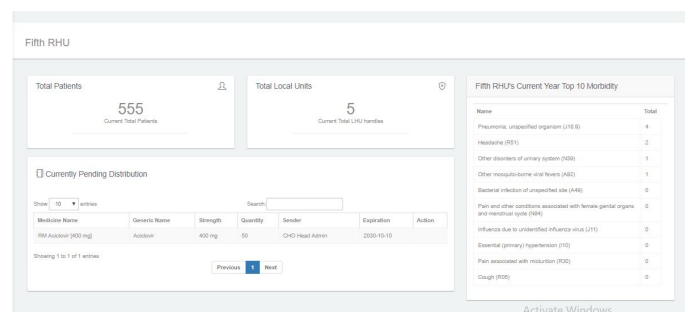 Fifth RHU
Total Patients
555
Current Total Patients
Total Local Units
5
Current Total LHU handles
Currently Pending Distribution
Show 10 entries
Search:
Medicine Name Generic Name Strength Quantity Sender Expiration Action
RM Aciclovir [400 mg] Aciclovir 400 mg 50 CHO Head Admin 2030-10-10
Showing 1 to 1 of 1 entries
Previous 1 Next
Fifth RHU's Current Year Top 10 Morbidity
Name Total
Pneumonia, unspecified organism (J18.9) 4
Headache (R51) 2
Other disorders of urinary system (N39) 1
Other mosquito-borne viral fevers (A92) 1
Bacterial infection of unspecified site (A49) 0
Pain and other conditions associated with female genital organs 0
and menstrual cycle (N94)
Influenza due to unidentified influenza virus (J11) 0
Essential (primary) hypertension (I10) 0
Pain associated with micturition (R30) 0
Cough (R05) 0
Activate Windows